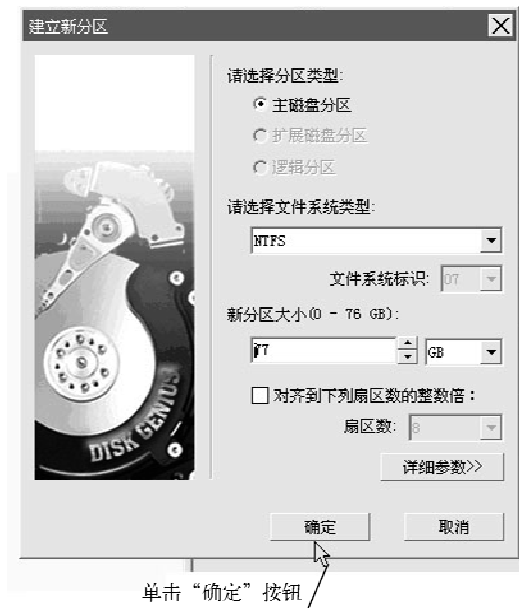 建立新分区
请选择分区类型:
主磁盘分区
扩展磁盘分区
逻辑分区
请选择文件系统类型:
NTFS
文件系统标识: 07
新分区大小(0 - 76 GB):
77 GB
对齐到下列扇区数的整数倍：
扇区数: 8
详细参数>>
DISK GENIUS
确定 取消
单击“确定”按钮